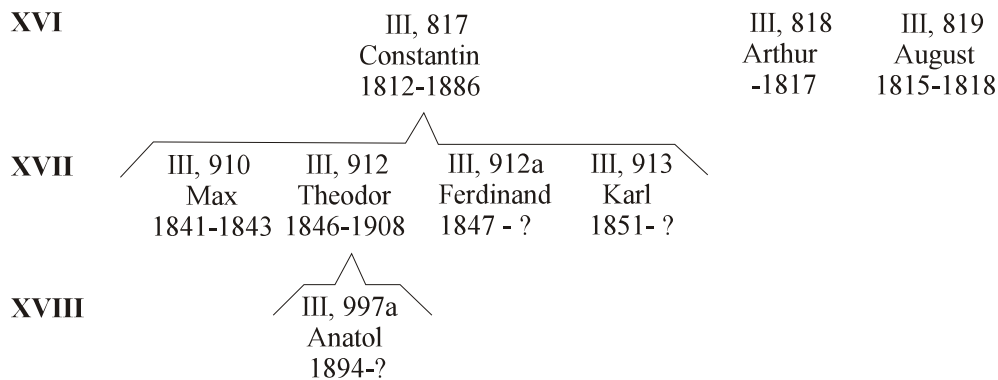 XVI III, 817 III, 818 III, 819
Constantin Arthur August
1812-1886 -1817 1815-1818
XVII III, 910 III, 912 III, 912a III, 913
Max Theodor Ferdinand Karl
1841-1843 1846-1908 1847 - ? 1851- ?
XVIII III, 997a
Anatol
1894-?